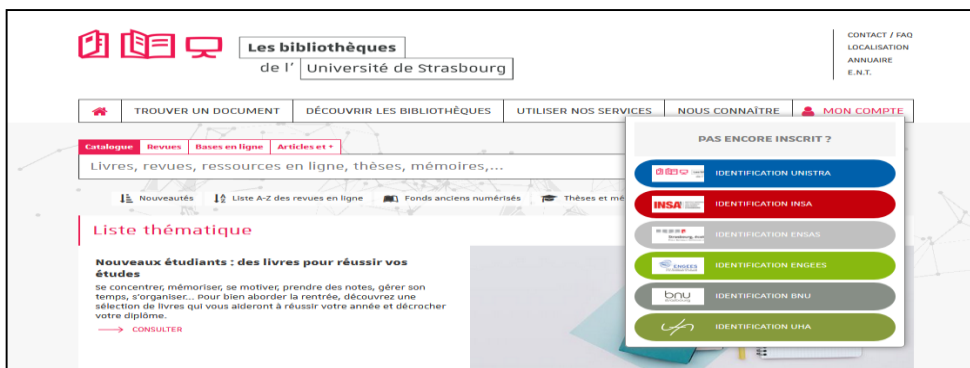 Les bibliothèques
de l' Université de Strasbourg
CONTACT / FAQ
LOCALISATION
ANNUAIRE
E.N.T.
TROUVER UN DOCUMENT
DÉCOUVRIR LES BIBLIOTHÈQUES
UTILISER NOS SERVICES
NOUS CONNAÎTRE
MON COMPTE
Catalogue Revues Bases en ligne Articles et +
Livres, revues, ressources en ligne, thèses, mémoires,...
Nouveautés Liste A-Z des revues en ligne Fonds anciens numérisés Thèses et mé
PAS ENCORE INSCRIT ?
IDENTIFICATION UNISTRA
INSA IDENTIFICATION INSA
IDENTIFICATION ENSAS
ENGEES IDENTIFICATION ENGEES
bnu IDENTIFICATION BNU
IDENTIFICATION UHA
Liste thématique
Nouveaux étudiants : des livres pour réussir vos
études
Se concentrer, mémoriser, se motiver, prendre des notes, gérer son
temps, s'organiser... Pour bien aborder la rentrée, découvrez une
sélection de livres qui vous aideront à réussir votre année et décrocher
votre diplôme.
CONSULTER